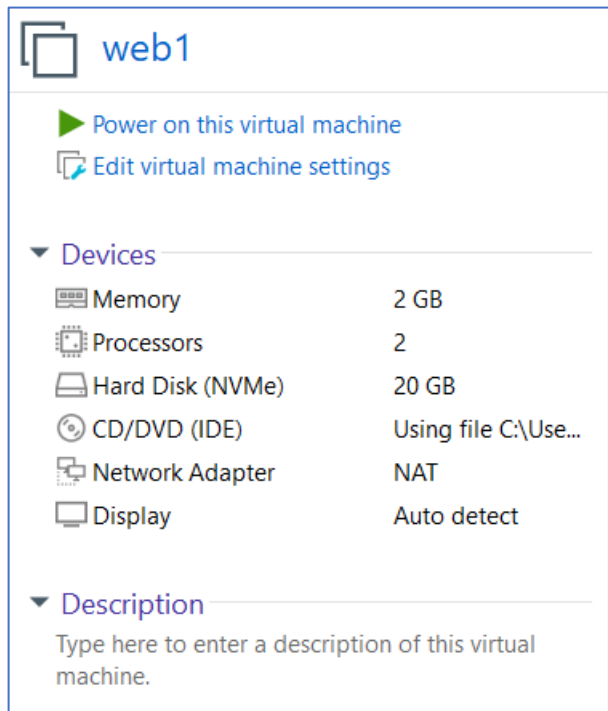 web1
Power on this virtual machine
Edit virtual machine settings
Devices
Memory 2 GB
Processors 2
Hard Disk (NVMe) 20 GB
CD/DVD (IDE) Using file C:\Use...
Network Adapter NAT
Display Auto detect
Description
Type here to enter a description of this virtual
machine.